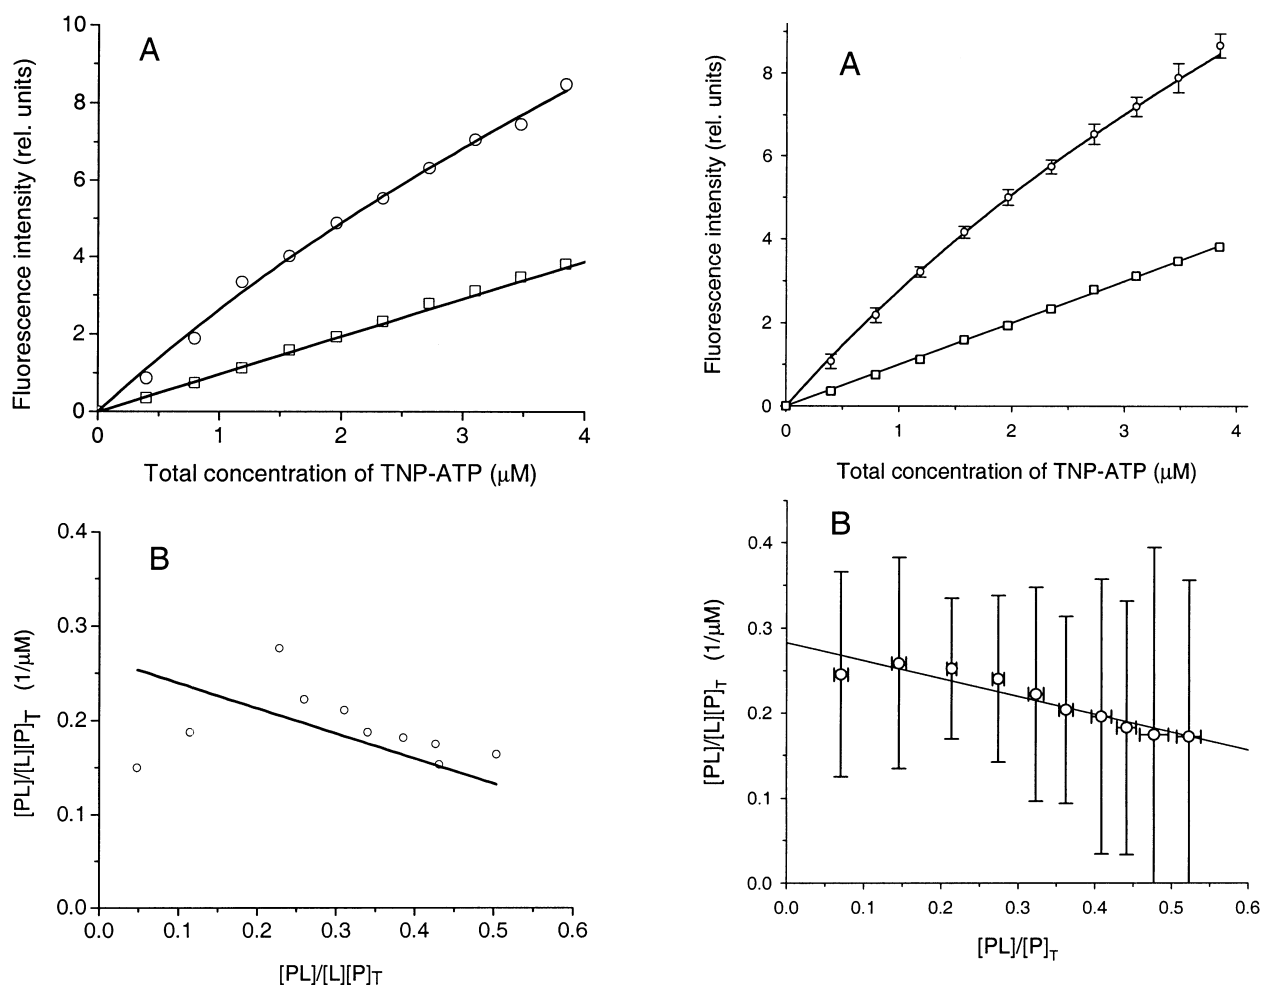 A
Fluorescence intensity (rel. units)
10
8
6
4
2
0
0 1 2 3 4
Total concentration of TNP-ATP (μM)
A
Fluorescence intensity (rel. units)
8
6
4
2
0
0 1 2 3 4
Total concentration of TNP-ATP (μM)
B
[PL]/[L][P]T (1/μM)
0.4
0.3
0.2
0.1
0.0
0.0 0.1 0.2 0.3 0.4 0.5 0.6
[PL]/[L][P]T
B
[PL]/[L][P]T (1/μM)
0.4
0.3
0.2
0.1
0.0
0.0 0.1 0.2 0.3 0.4 0.5 0.6
[PL]/[P]T